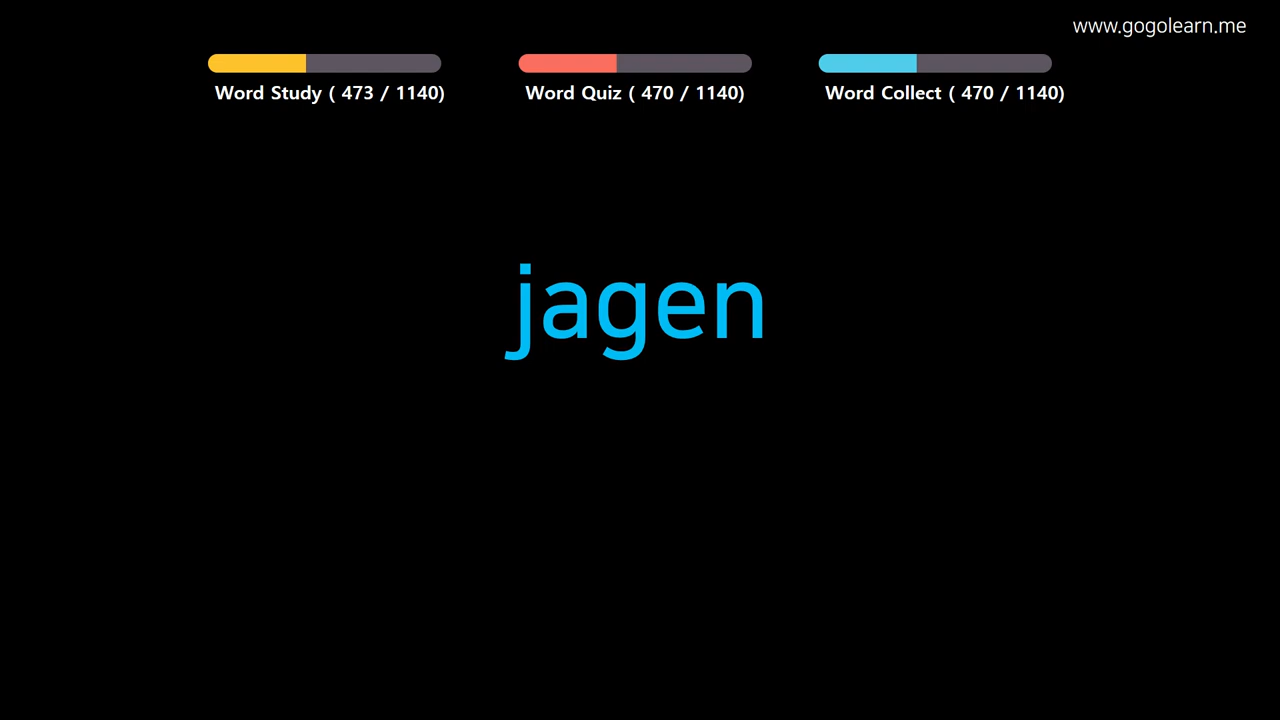 www.gogolearn.me
Word Study ( 473 / 1140)
Word Quiz ( 470 / 1140)
Word Collect ( 470 / 1140)
jagen